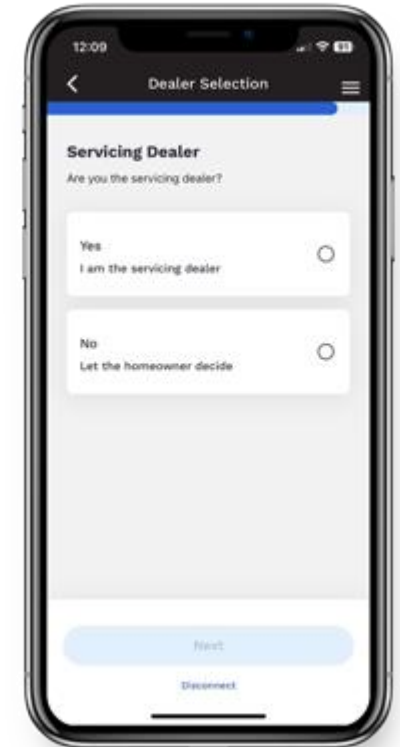 12:09
91
Dealer Selection
Servicing Dealer
Are you the servicing dealer?
Yes
I am the servicing dealer
No
Let the homeowner decide
Next
Disconnect